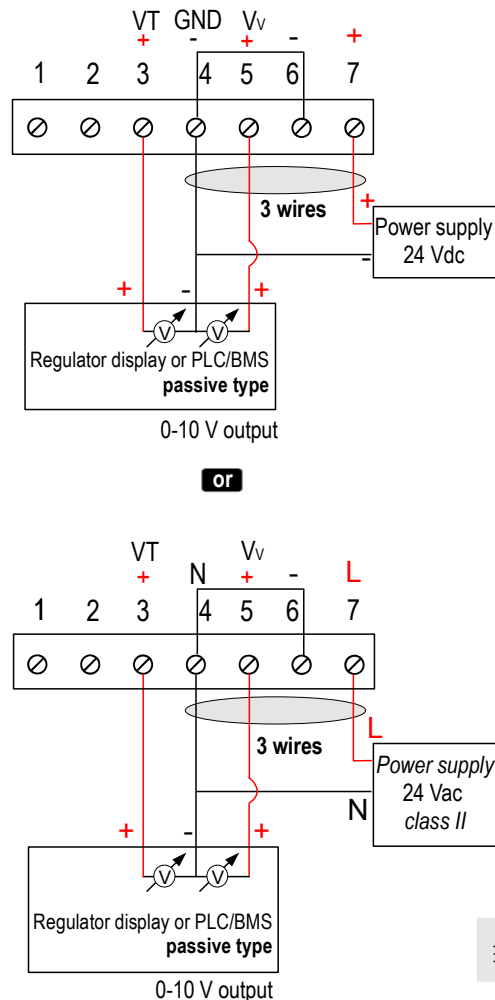 VT GND Vv
+ - + - +
1 2 3 4 5 6 7
3 wires
+
Power supply
24 Vdc
-
+ - +
V V
Regulator display or PLC/BMS
passive type
0-10 V output
or
VT N Vv L
+ + -
1 2 3 4 5 6 7
3 wires
L
Power supply
24 Vac
class II
N
+ - +
V V
Regulator display or PLC/BMS
passive type
0-10 V output